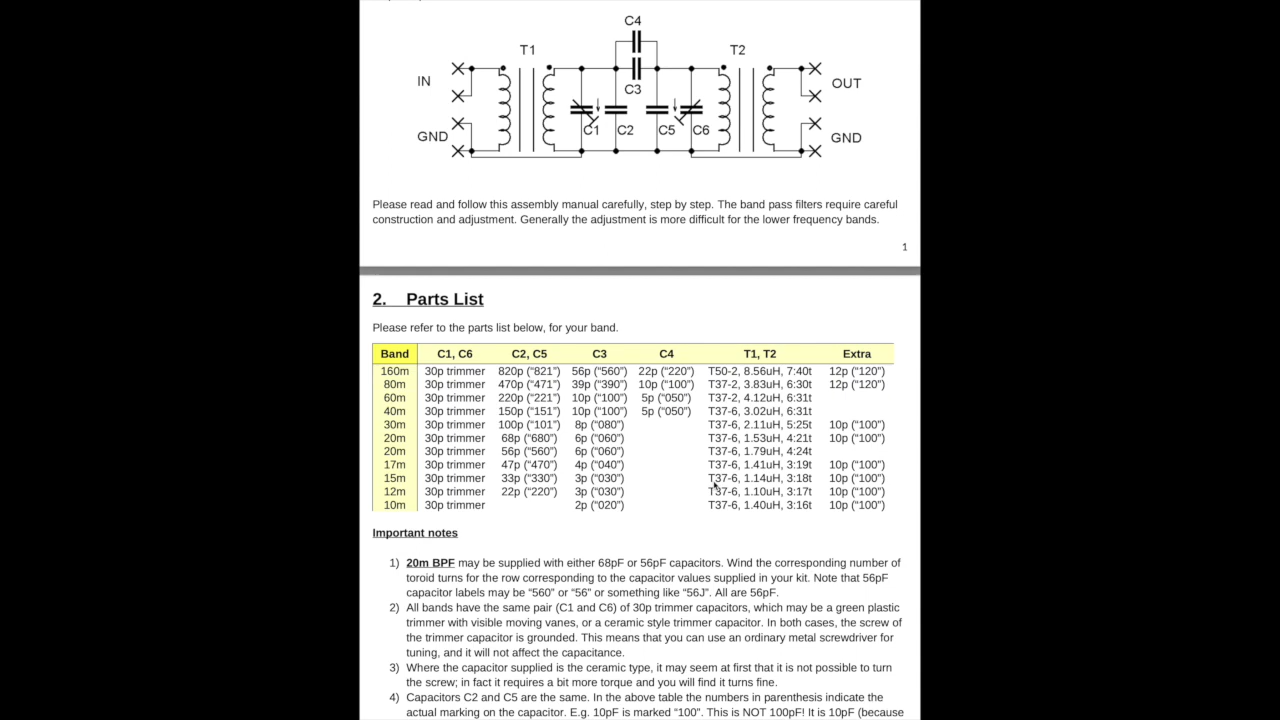 C4
T1
T2
IN
OUT
C3
C1
C2
C5
C6
GND
GND
Please read and follow this assembly manual carefully, step by step. The band pass filters require careful
construction and adjustment. Generally the adjustment is more difficult for the lower frequency bands.
1
2. Parts List
Please refer to the parts list below, for your band.
Band C1, C6 C2, C5 C3 C4 T1, T2 Extra
160m 30p trimmer 820p (“821”) 56p (“560”) 22p (“220”) T50-2, 8.56uH, 7:40t 12p (“120”)
80m 30p trimmer 470p (“471”) 39p (“390”) 10p (“100”) T37-2, 3.83uH, 6:30t 12p (“120”)
60m 30p trimmer 220p (“221”) 10p (“100”) 5p (“050”) T37-2, 4.12uH, 6:31t
40m 30p trimmer 150p (“151”) 10p (“100”) 5p (“050”) T37-6, 3.02uH, 6:31t
30m 30p trimmer 100p (“101”) 8p (“080”) T37-6, 2.11uH, 5:25t 10p (“100”)
20m 30p trimmer 68p (“680”) 6p (“060”) T37-6, 1.53uH, 4:21t 10p (“100”)
20m 30p trimmer 56p (“560”) 6p (“060”) T37-6, 1.79uH, 4:24t
17m 30p trimmer 47p (“470”) 4p (“040”) T37-6, 1.41uH, 3:19t 10p (“100”)
15m 30p trimmer 33p (“330”) 3p (“030”) T37-6, 1.14uH, 3:18t 10p (“100”)
12m 30p trimmer 22p (“220”) 3p (“030”) T37-6, 1.10uH, 3:17t 10p (“100”)
10m 30p trimmer 2p (“020”) T37-6, 1.40uH, 3:16t 10p (“100”)
Important notes
1) 20m BPF may be supplied with either 68pF or 56pF capacitors. Wind the corresponding number of
toroid turns for the row corresponding to the capacitor values supplied in your kit. Note that 56pF
capacitor labels may be “560” or “56” or something like “56J”. All are 56pF.
2) All bands have the same pair (C1 and C6) of 30p trimmer capacitors, which may be a green plastic
trimmer with visible moving vanes, or a ceramic style trimmer capacitor. In both cases, the screw of
the trimmer capacitor is grounded. This means that you can use an ordinary metal screwdriver for
tuning, and it will not affect the capacitance.
3) Where the capacitor supplied is the ceramic type, it may seem at first that it is not possible to turn
the screw; in fact it requires a bit more torque and you will find it turns fine.
4) Capacitors C2 and C5 are the same. In the above table the numbers in parenthesis indicate the
actual marking on the capacitor. E.g. 10pF is marked “100”. This is NOT 100pF! It is 10pF (because